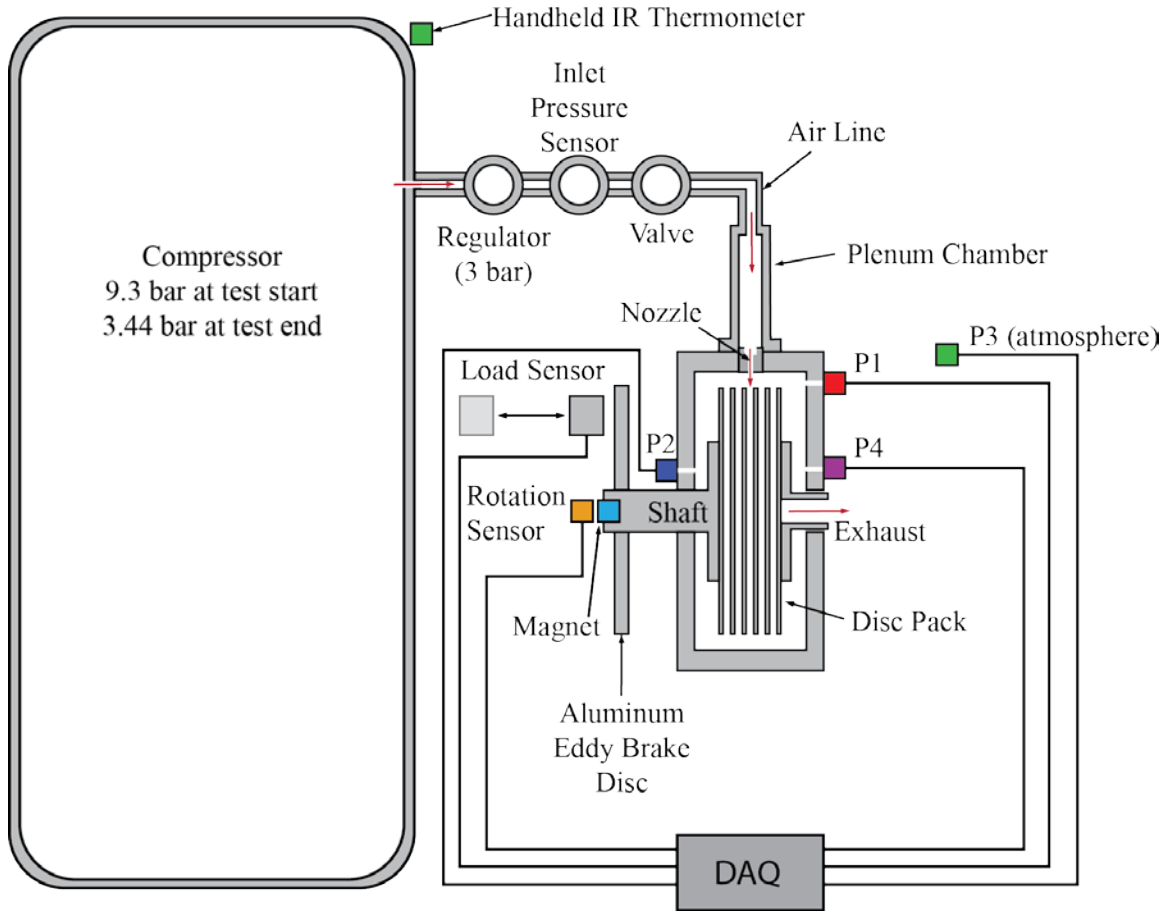 Handheld IR Thermometer
Inlet
Pressure
Sensor
Air Line
Regulator
(3 bar)
Valve
Compressor
9.3 bar at test start
3.44 bar at test end
Plenum Chamber
Nozzle
P3 (atmosphere)
Load Sensor
P1
P2
P4
Rotation
Sensor
Shaft
Exhaust
Magnet
Disc Pack
Aluminum
Eddy Brake
Disc
DAQ